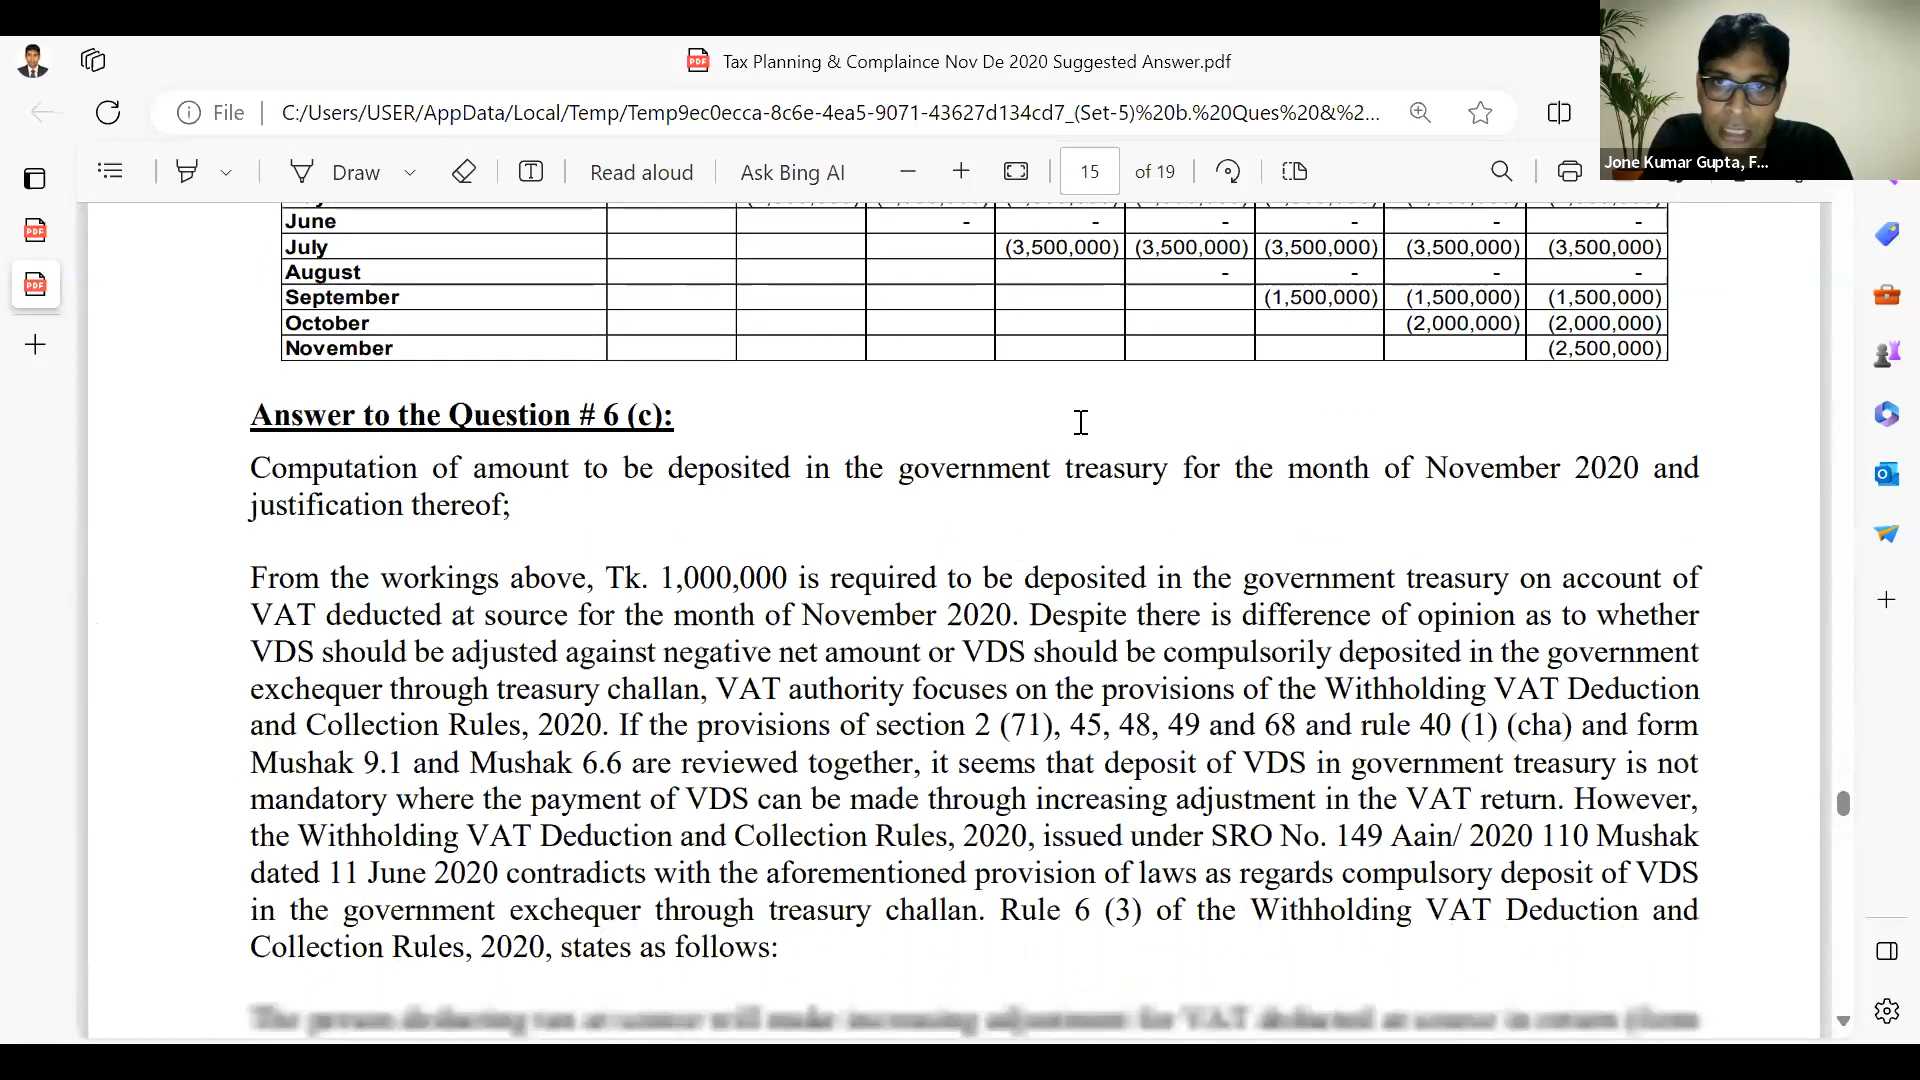 Tax Planning & Complaince Nov De 2020 Suggested Answer.pdf
File C:/Users/USER/AppData/Local/Temp/Temp9ec0ecca-8c6e-4ea5-9071-43627d134cd7_(Set-5)%20b.%20Ques%20&%2...
Jone Kumar Gupta, F...
Draw Read aloud Ask Bing AI 15 of 19
June - - - - - -
July (3,500,000) (3,500,000) (3,500,000) (3,500,000) (3,500,000)
August - - - -
September (1,500,000) (1,500,000) (1,500,000)
October (2,000,000) (2,000,000)
November (2,500,000)
Answer to the Question # 6 (c):
Computation of amount to be deposited in the government treasury for the month of November 2020 and
justification thereof;
From the workings above, Tk. 1,000,000 is required to be deposited in the government treasury on account of
VAT deducted at source for the month of November 2020. Despite there is difference of opinion as to whether
VDS should be adjusted against negative net amount or VDS should be compulsorily deposited in the government
exchequer through treasury challan, VAT authority focuses on the provisions of the Withholding VAT Deduction
and Collection Rules, 2020. If the provisions of section 2 (71), 45, 48, 49 and 68 and rule 40 (1) (cha) and form
Mushak 9.1 and Mushak 6.6 are reviewed together, it seems that deposit of VDS in government treasury is not
mandatory where the payment of VDS can be made through increasing adjustment in the VAT return. However,
the Withholding VAT Deduction and Collection Rules, 2020, issued under SRO No. 149 Aain/ 2020 110 Mushak
dated 11 June 2020 contradicts with the aforementioned provision of laws as regards compulsory deposit of VDS
in the government exchequer through treasury challan. Rule 6 (3) of the Withholding VAT Deduction and
Collection Rules, 2020, states as follows: